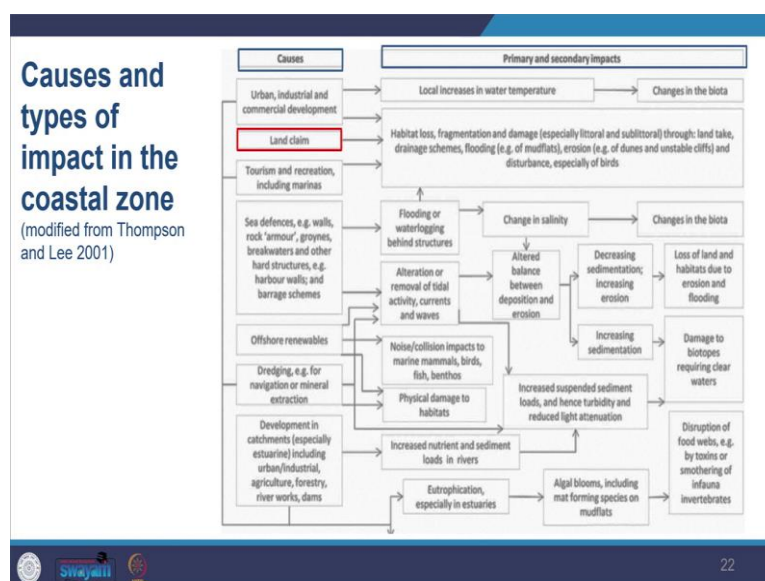 Causes and
types of
impact in the
coastal zone
(modified from Thompson
and Lee 2001)
Causes
Primary and secondary impacts
Urban, industrial and
commercial development
Local increases in water temperature
Changes in the biota
Land claim
Habitat loss, fragmentation and damage (especially littoral and sublittoral) through: land take,
drainage schemes, flooding (e.g. of mudflats), erosion (e.g. of dunes and unstable cliffs) and
disturbance, especially of birds
Tourism and recreation,
including marinas
Sea defences, e.g. walls,
rock 'armour', groynes,
breakwaters and other
hard structures, e.g.
harbour walls; and
barrage schemes
Flooding or
waterlogging
behind structures
Change in salinity
Changes in the biota
Alteration or
removal of tidal
activity, currents
and waves
Altered
balance
between
deposition and
erosion
Decreasing
sedimentation;
increasing
erosion
Loss of land and
habitats due to
erosion and
flooding
Increasing
sedimentation
Damage to
biotopes
requiring clear
waters
Offshore renewables
Noise/collision impacts to
marine mammals, birds,
fish, benthos
Dredging, e.g. for
navigation or mineral
extraction
Physical damage to
habitats
Increased suspended sediment
loads, and hence turbidity and
reduced light attenuation
Development in
catchments (especially
estuarine) including
urban/industrial,
agriculture, forestry,
river works, dams
Increased nutrient and sediment
loads in rivers
Eutrophication,
especially in estuaries
Algal blooms, including
mat forming species on
mudflats
Disruption of
food webs, e.g.
by toxins or
smothering of
infauna
invertebrates
swayam
22